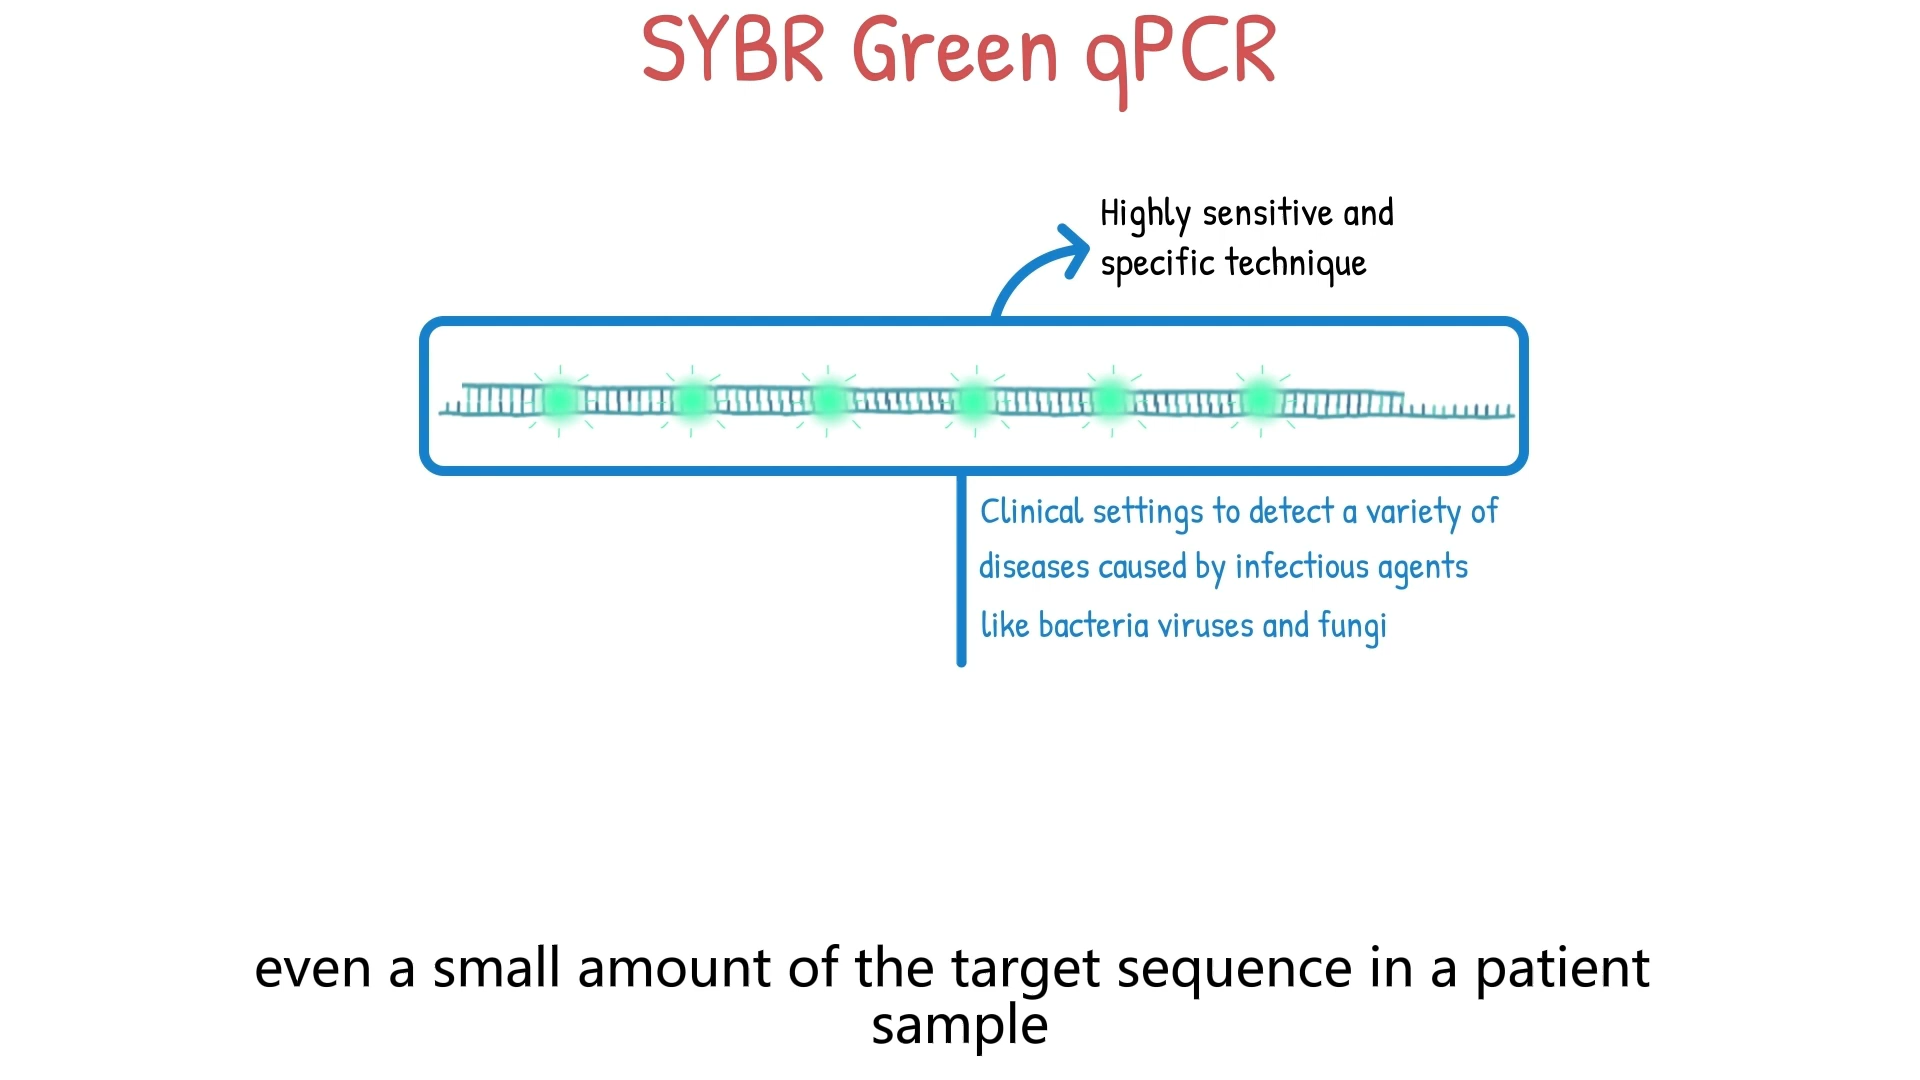 SYBR Green qPCR
Highly sensitive and
specific technique
Clinical settings to detect a variety of
diseases caused by infectious agents
like bacteria viruses and fungi
even a small amount of the target sequence in a patient
sample